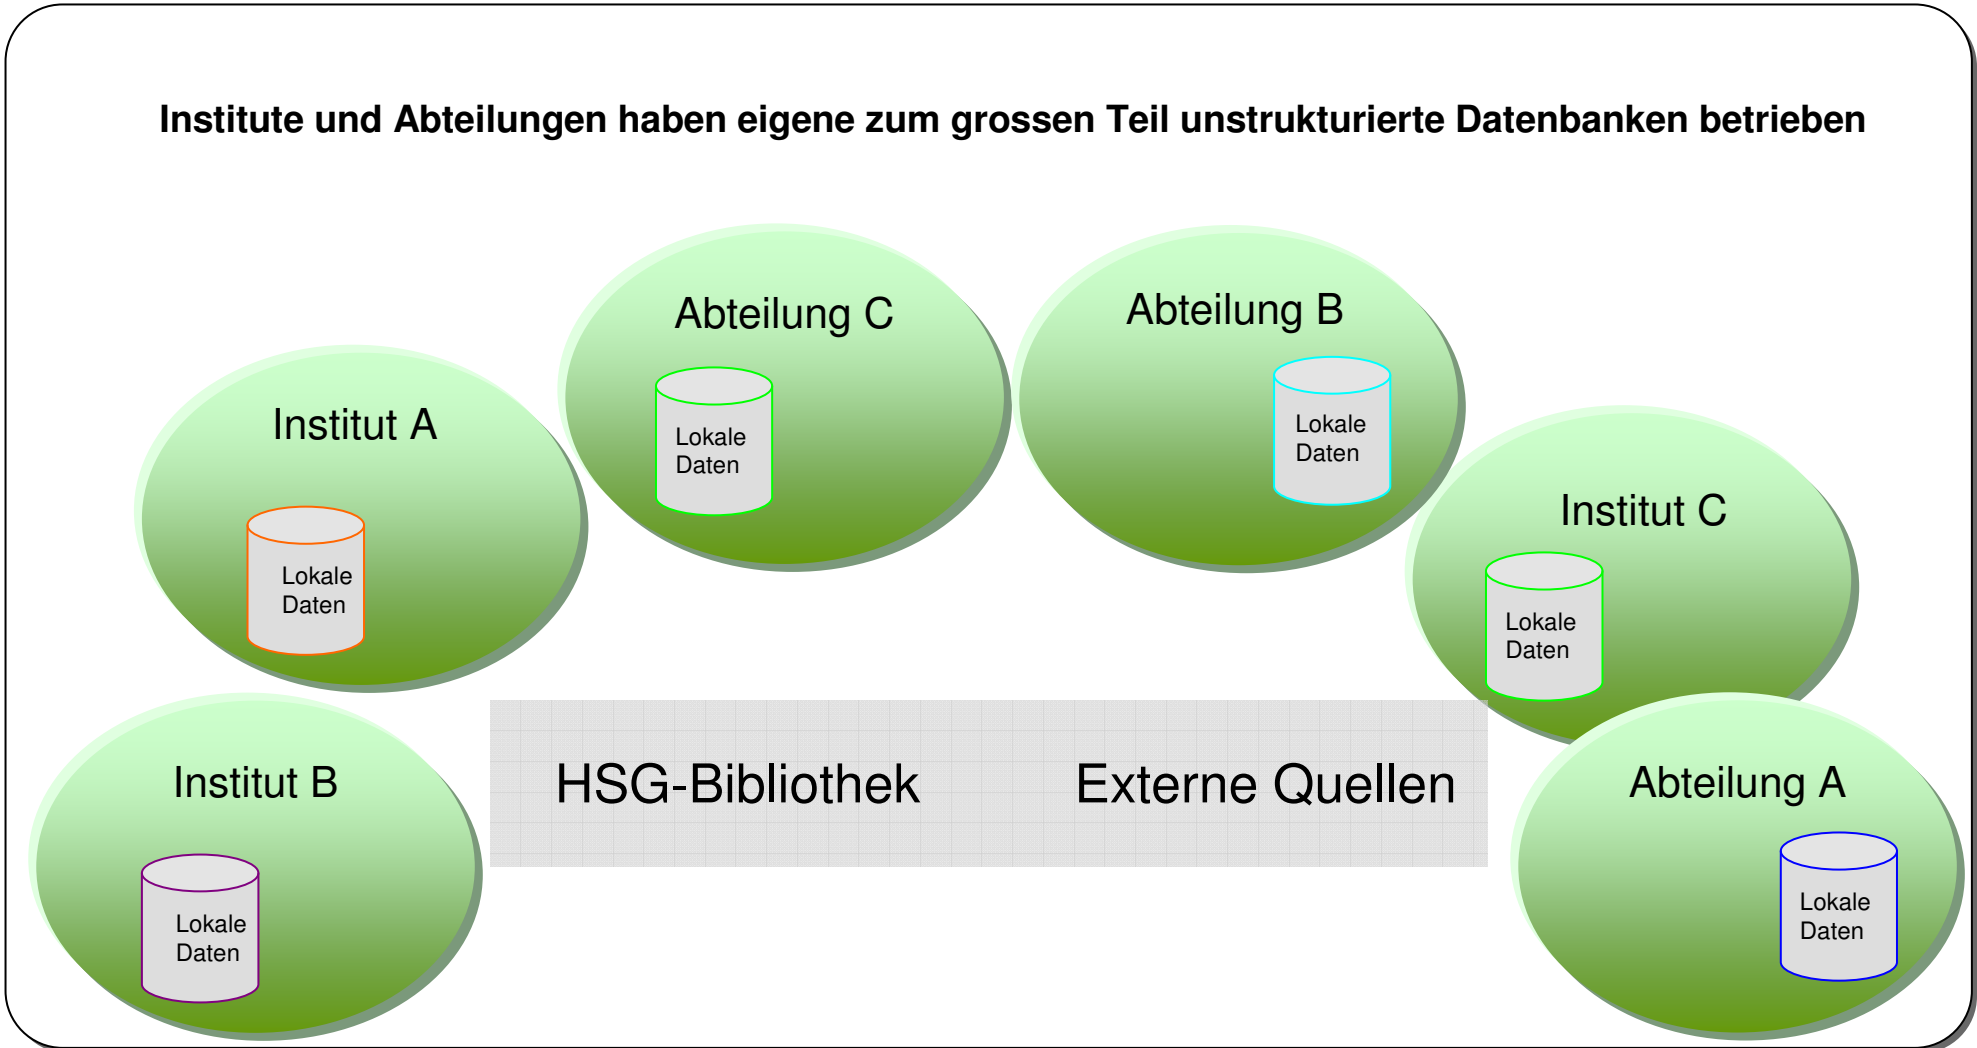 Institute und Abteilungen haben eigene zum grossen Teil unstrukturierte Datenbanken betrieben
Abteilung C
Lokale
Daten
Abteilung B
Lokale
Daten
Institut A
Lokale
Daten
Institut C
Lokale
Daten
Institut B
Lokale
Daten
HSG-Bibliothek
Externe Quellen
Abteilung A
Lokale
Daten